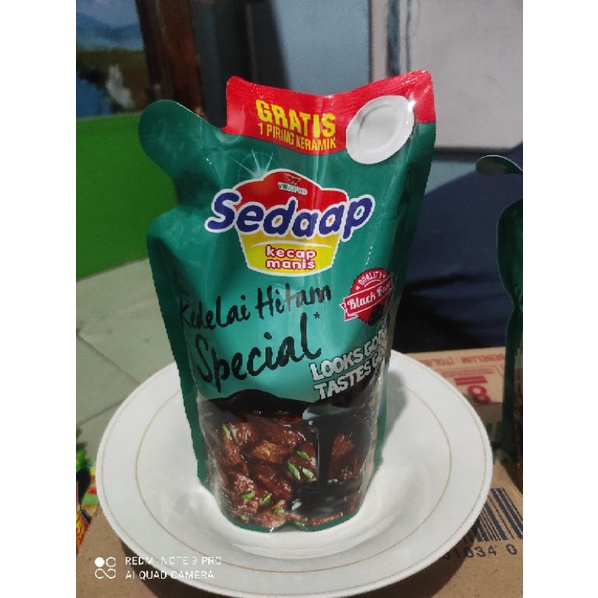 GRATIS
1 PIRING KERAMIK
Sedaap
kecap
manis
Kedelai Hitam
Special*
QUALITY
Black
LOOKS
TASTES
REDMI NOTE 9 PRO
AI QUAD CAMERA